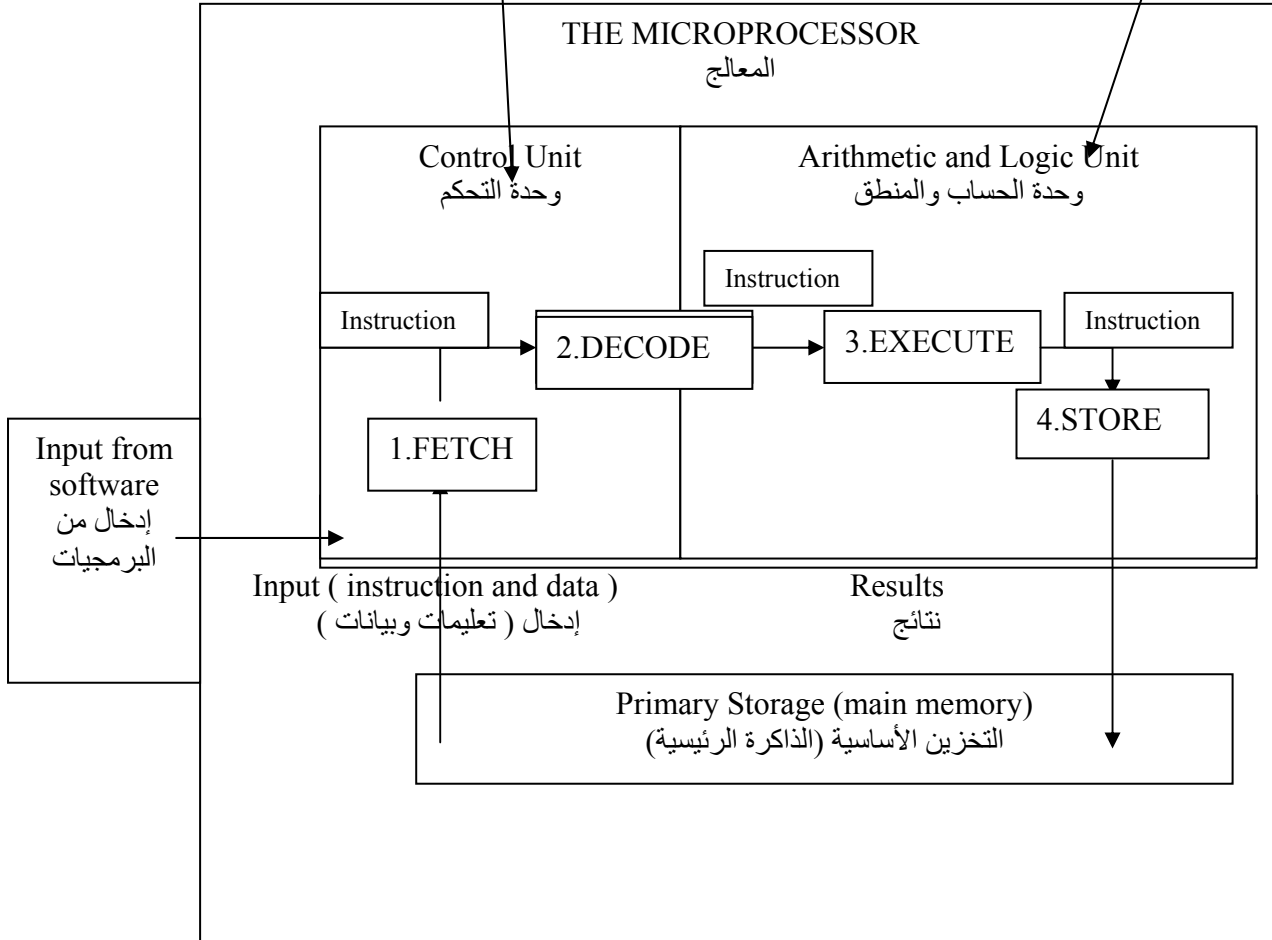 THE MICROPROCESSOR
المعالج
Control Unit
وحدة التحكم
Arithmetic and Logic Unit
وحدة الحساب والمنطق
Instruction
Instruction
Instruction
2.DECODE
3.EXECUTE
4.STORE
1.FETCH
Input from
software
إدخال من
البرمجيات
Input ( instruction and data )
إدخال ( تعليمات وبيانات )
Results
نتائج
Primary Storage (main memory)
التخزين الأساسية (الذاكرة الرئيسية)